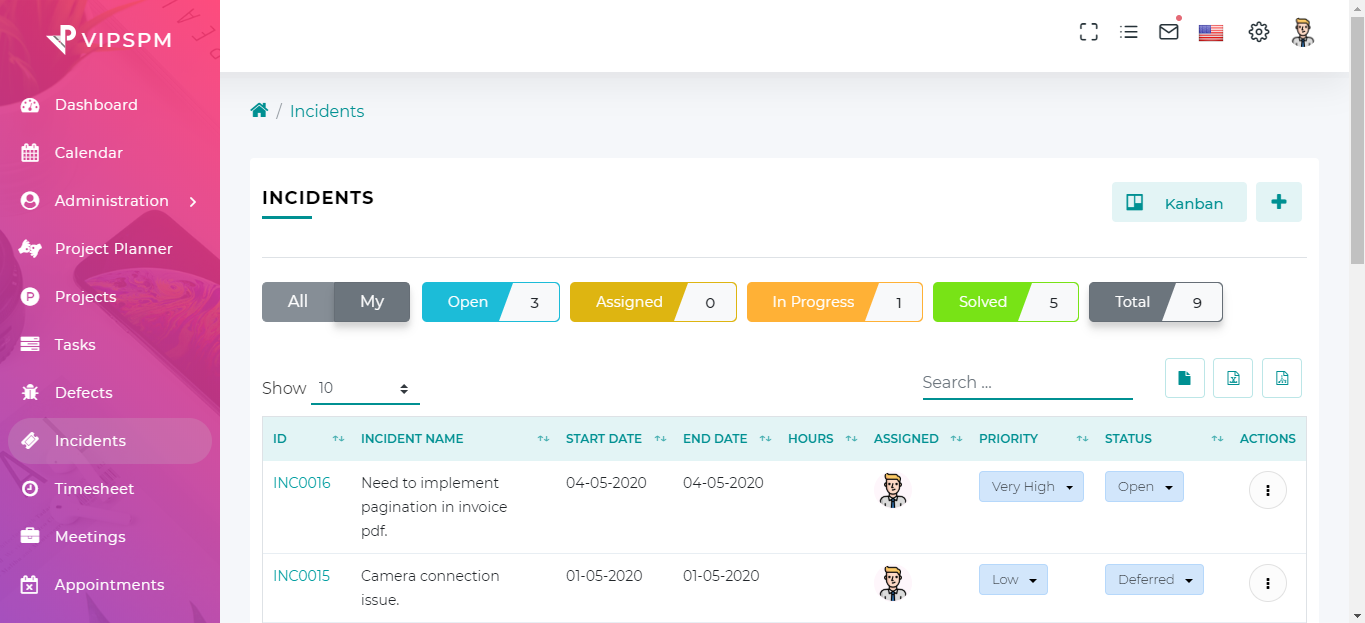 VIPSPM
Dashboard
Calendar
Administration
Project Planner
Projects
Tasks
Defects
Incidents
Timesheet
Meetings
Appointments
/ Incidents
INCIDENTS
Kanban
All My Open 3 Assigned 0 In Progress 1 Solved 5 Total 9
Show 10 Search ...
ID INCIDENT NAME START DATE END DATE HOURS ASSIGNED PRIORITY STATUS ACTIONS
INC0016 Need to implement 04-05-2020 04-05-2020 Very High Open
pagination in invoice
pdf.
INC0015 Camera connection 01-05-2020 01-05-2020 Low Deferred
issue.